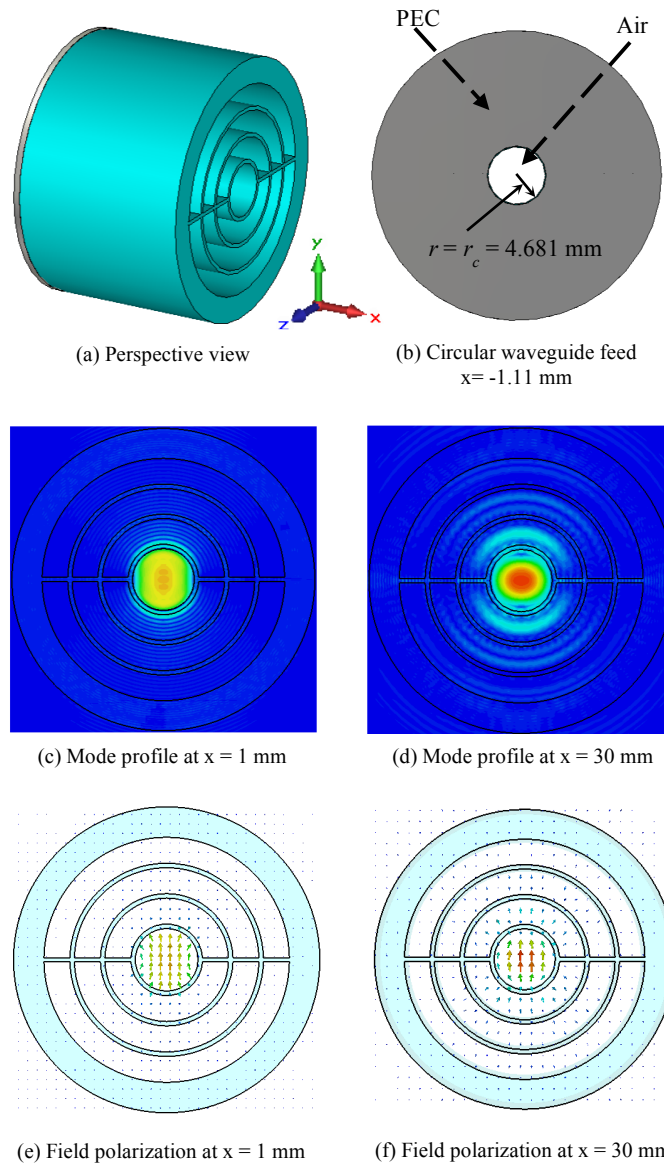 PEC
Air
r = r_c = 4.681 mm
y
z
x
(a) Perspective view
(b) Circular waveguide feed
x= -1.11 mm
(c) Mode profile at x = 1 mm
(d) Mode profile at x = 30 mm
(e) Field polarization at x = 1 mm
(f) Field polarization at x = 30 mm